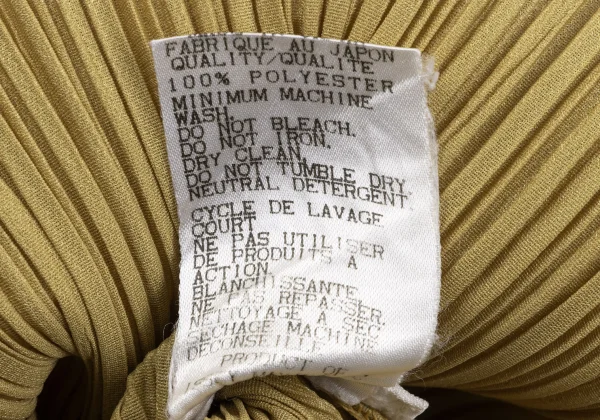 FABRIQUE AU JAPON
QUALITY/QUALITE
100% POLYESTER
MINIMUM MACHINE
WASH.
DO NOT BLEACH.
DO NOT IRON.
DRY CLEAN.
DO NOT TUMBLE DRY
NEUTRAL DETERGENT
CYCLE DE LAVAGE
COURT
NE PAS UTILISER
DE PRODUITS A
ACTION
BLANCHISSANTE
NE PAS REPASSER.
NETTOYAGE A SEC.
SECHAGE MACHINE
DECONSEILLE
PRODUCT OF